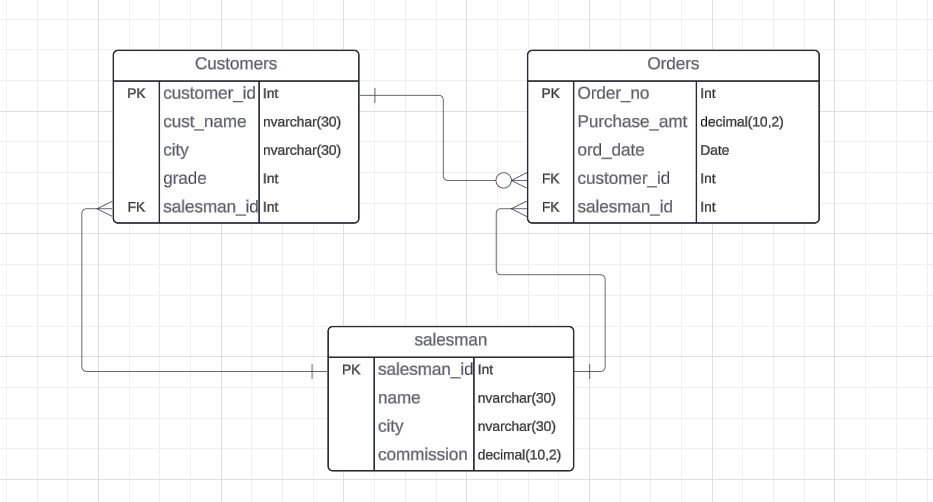 Customers
PK customer_id Int
cust_name nvarchar(30)
city nvarchar(30)
grade Int
FK salesman_id Int
Orders
PK Order_no Int
Purchase_amt decimal(10,2)
ord_date Date
FK customer_id Int
FK salesman_id Int
salesman
PK salesman_id Int
name nvarchar(30)
city nvarchar(30)
commission decimal(10,2)